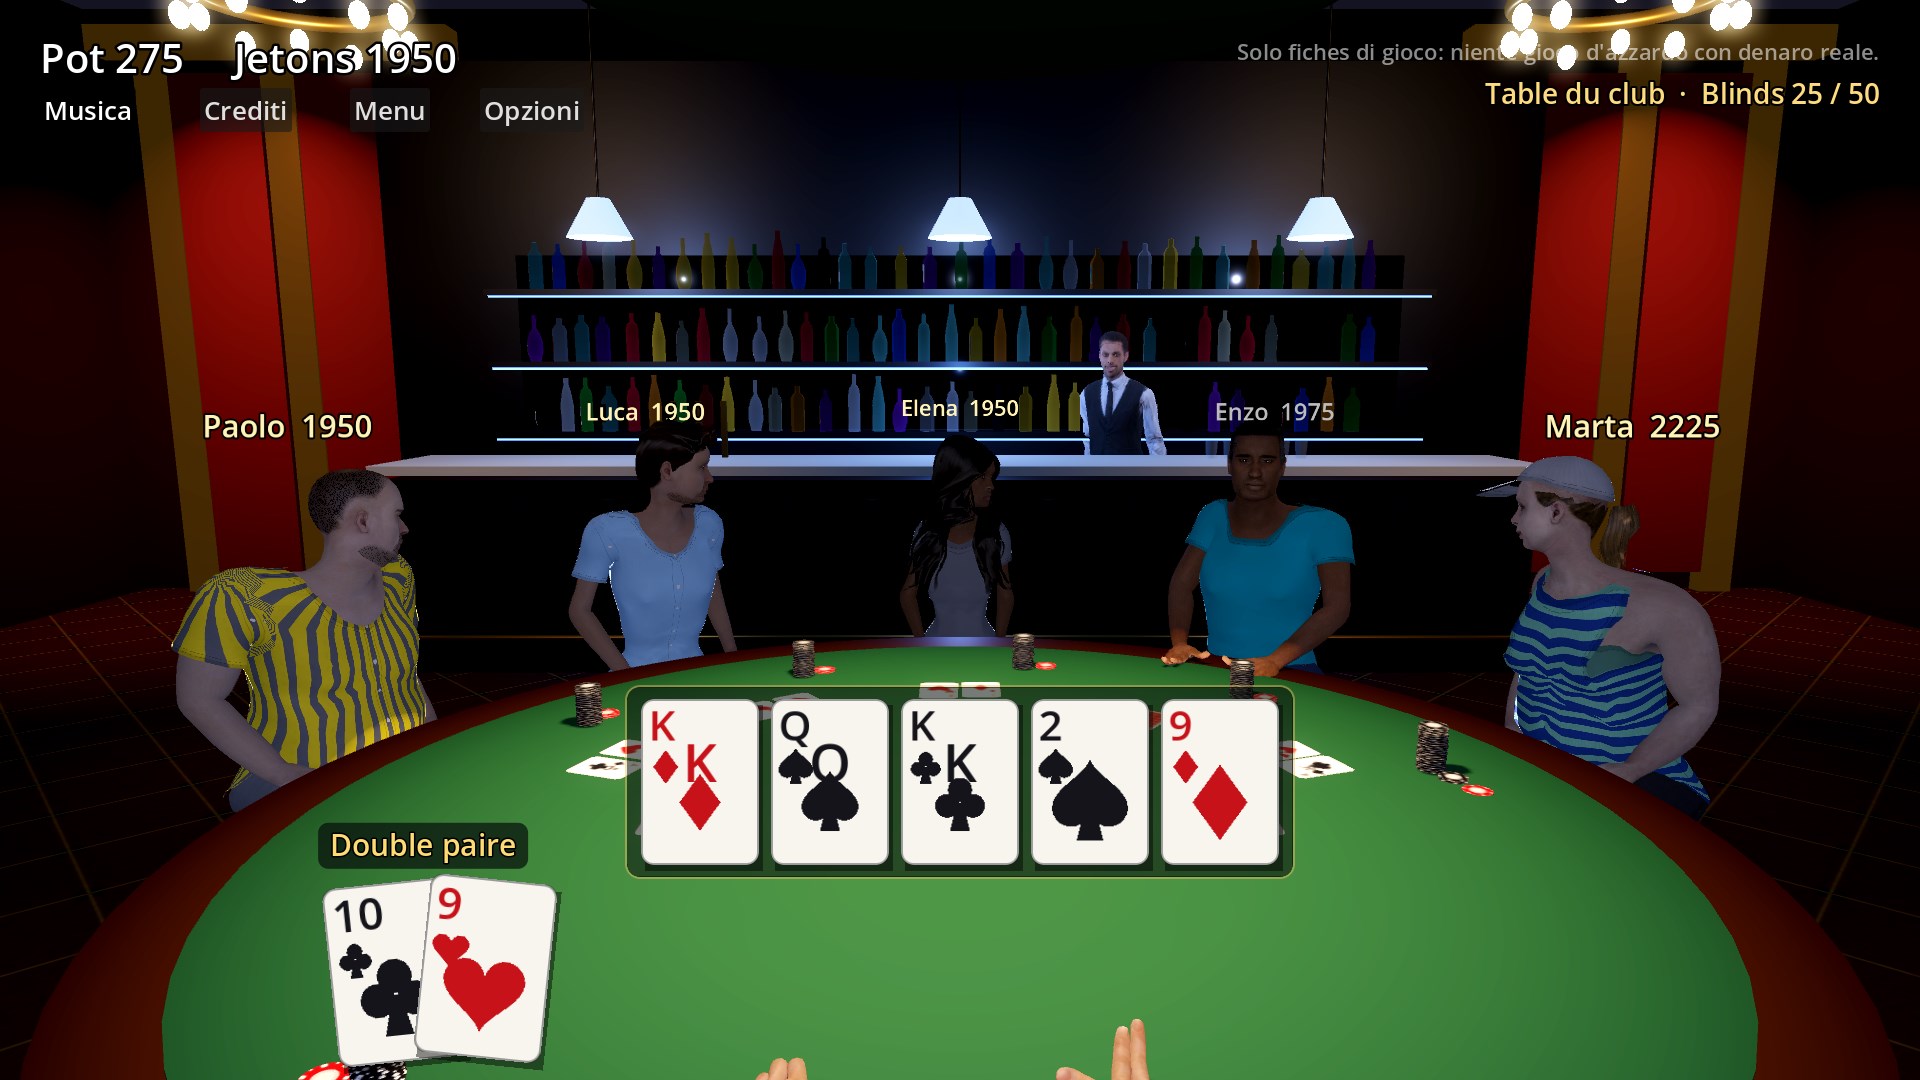 Pot 275 Jetons 1950
Solo fiches di gioco: niente gioco d'azzardo con denaro reale.
Musica Crediti Menu Opzioni
Table du club · Blinds 25 / 50
Paolo 1950
Luca 1950
Elena 1950
Enzo 1975
Marta 2225
K K
Q Q
K K
2
9
Double paire
10
9